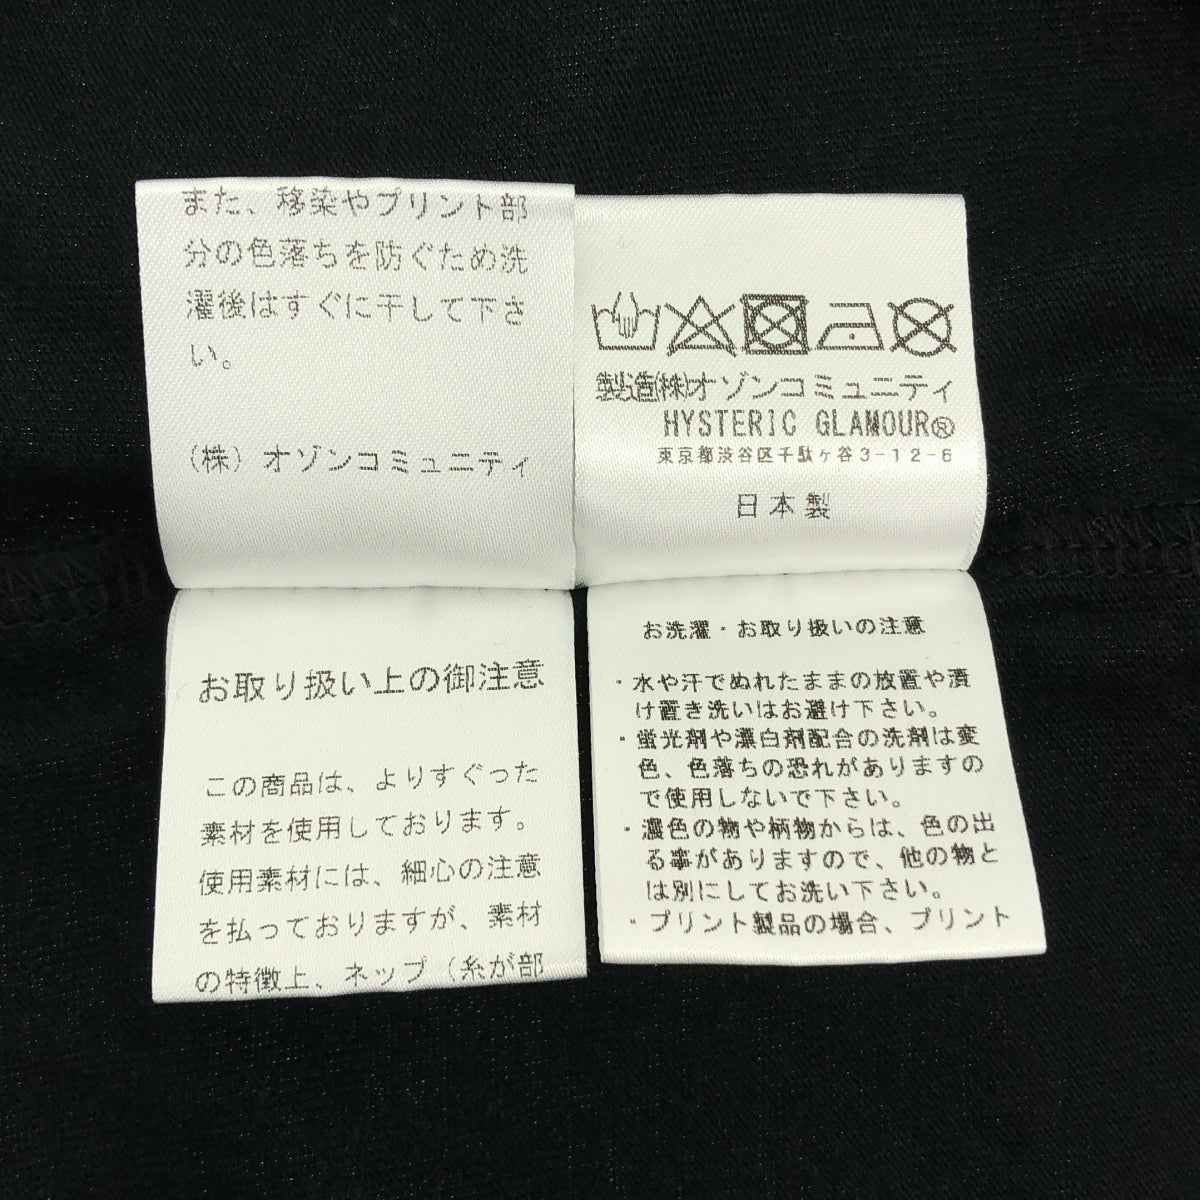 また、移染やプリント部
分の色落ちを防ぐため洗
濯後はすぐに干して下さ
い。
(株) オゾンコミュニティ
製造(株)オゾンコミュニティ
HYSTERIC GLAMOUR®
東京都渋谷区千駄ケ谷3-12-6
日本製
お取り扱い上の御注意
この商品は、よりすぐった
素材を使用しております。
使用素材には、細心の注意
を払っておりますが、素材
の特徴上、ネップ（糸が部
お洗濯・お取り扱いの注意
・水や汗でぬれたままの放置や漬
け置き洗いはお避け下さい。
・蛍光剤や漂白剤配合の洗剤は変
色、色落ちの恐れがありますの
で使用しないで下さい。
・濃色の物や柄物からは、色の出
る事がありますので、他の物と
は別にしてお洗い下さい。
・プリント製品の場合、プリント